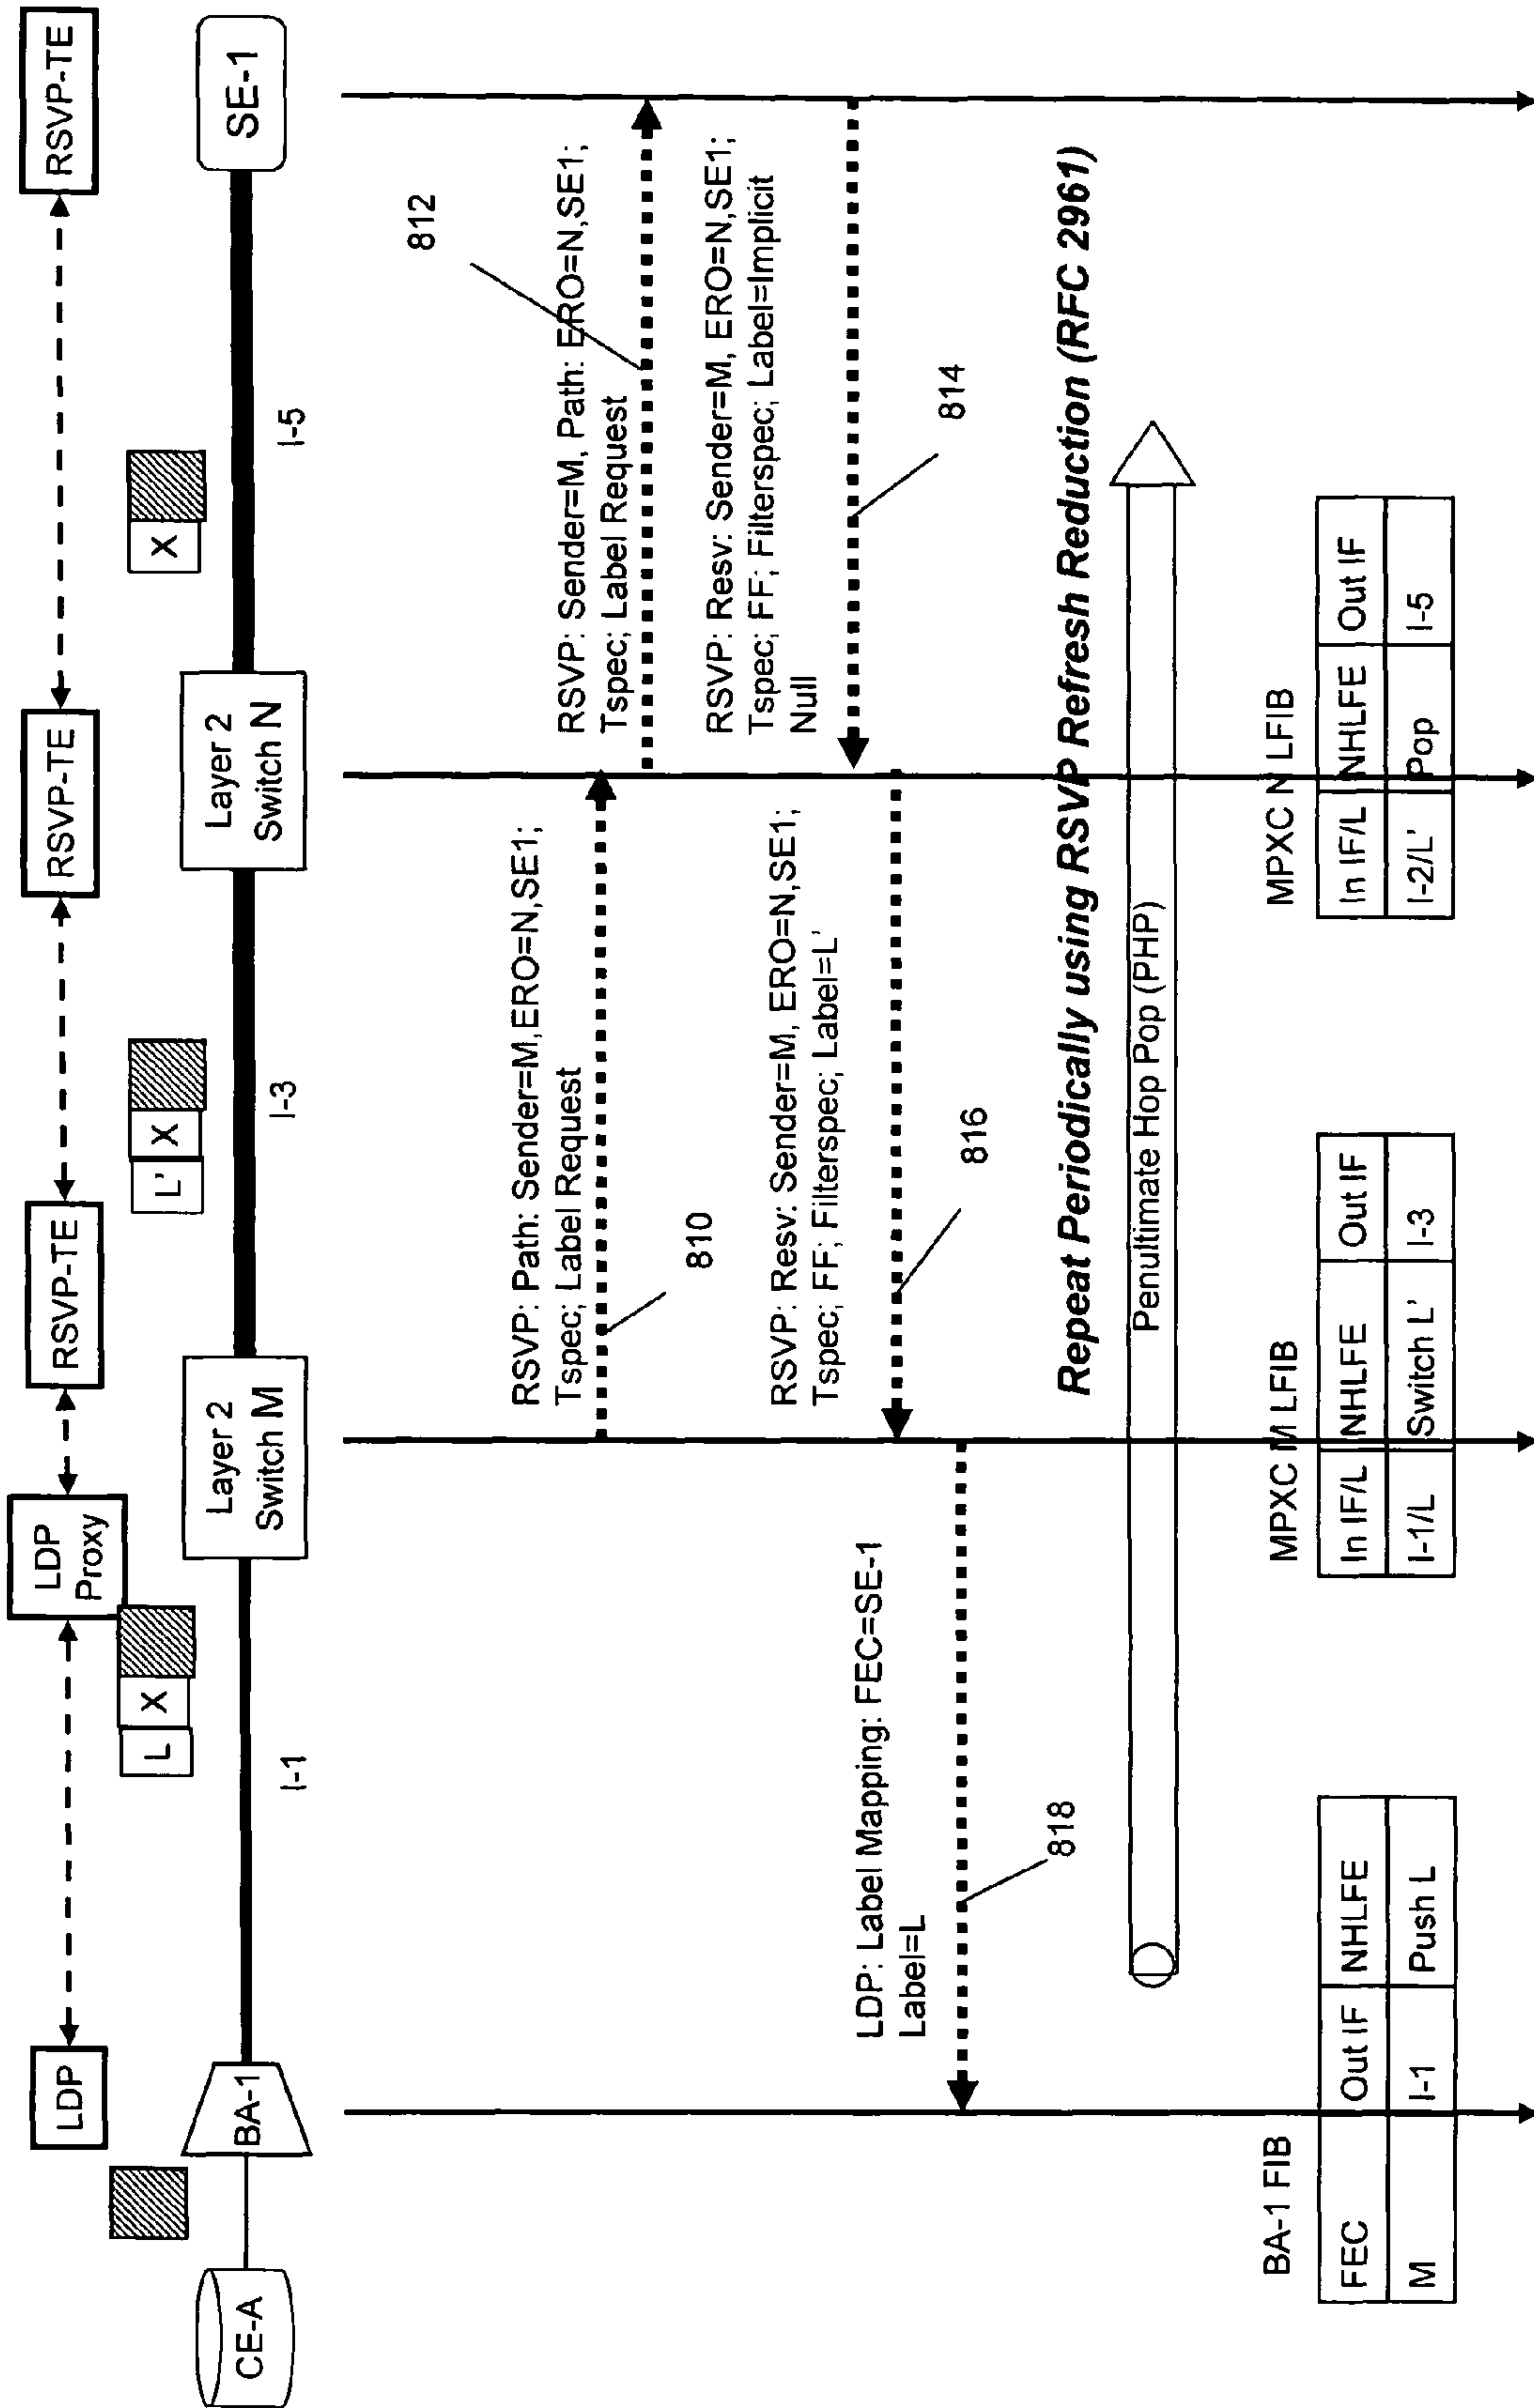 LDP
LDP
Proxy
RSVP-TE
RSVP-TE
RSVP-TE
L X
L' X
X
CE-A
BA-1
Layer 2
Switch M
Layer 2
Switch N
SE-1
I-1
I-3
I-5
812
RSVP: Path: Sender=M,ERO=N,SE1;
Tspec; Label Request
810
RSVP: Sender=M, Path: ERO=N,SE1;
Tspec; Label Request
RSVP: Resv: Sender=M, ERO=N,SE1;
Tspec; FF; Filterspec; Label=Implicit
Null
814
RSVP: Resv: Sender=M, ERO=N,SE1;
Tspec; FF; Filterspec; Label=L'
816
LDP: Label Mapping: FEC=SE-1
Label=L
818
Repeat Periodically using RSVP Refresh Reduction (RFC 2961)
Penultimate Hop Pop (PHP)
BA-1 FIB
FEC Out IF NHLFE
M I-1 Push L
MPXC M LFIB
In IF/L NHLFE Out IF
I-1/L Switch L' I-3
MPXC N LFIB
In IF/L NHLFE Out IF
I-2/L' Pop I-5